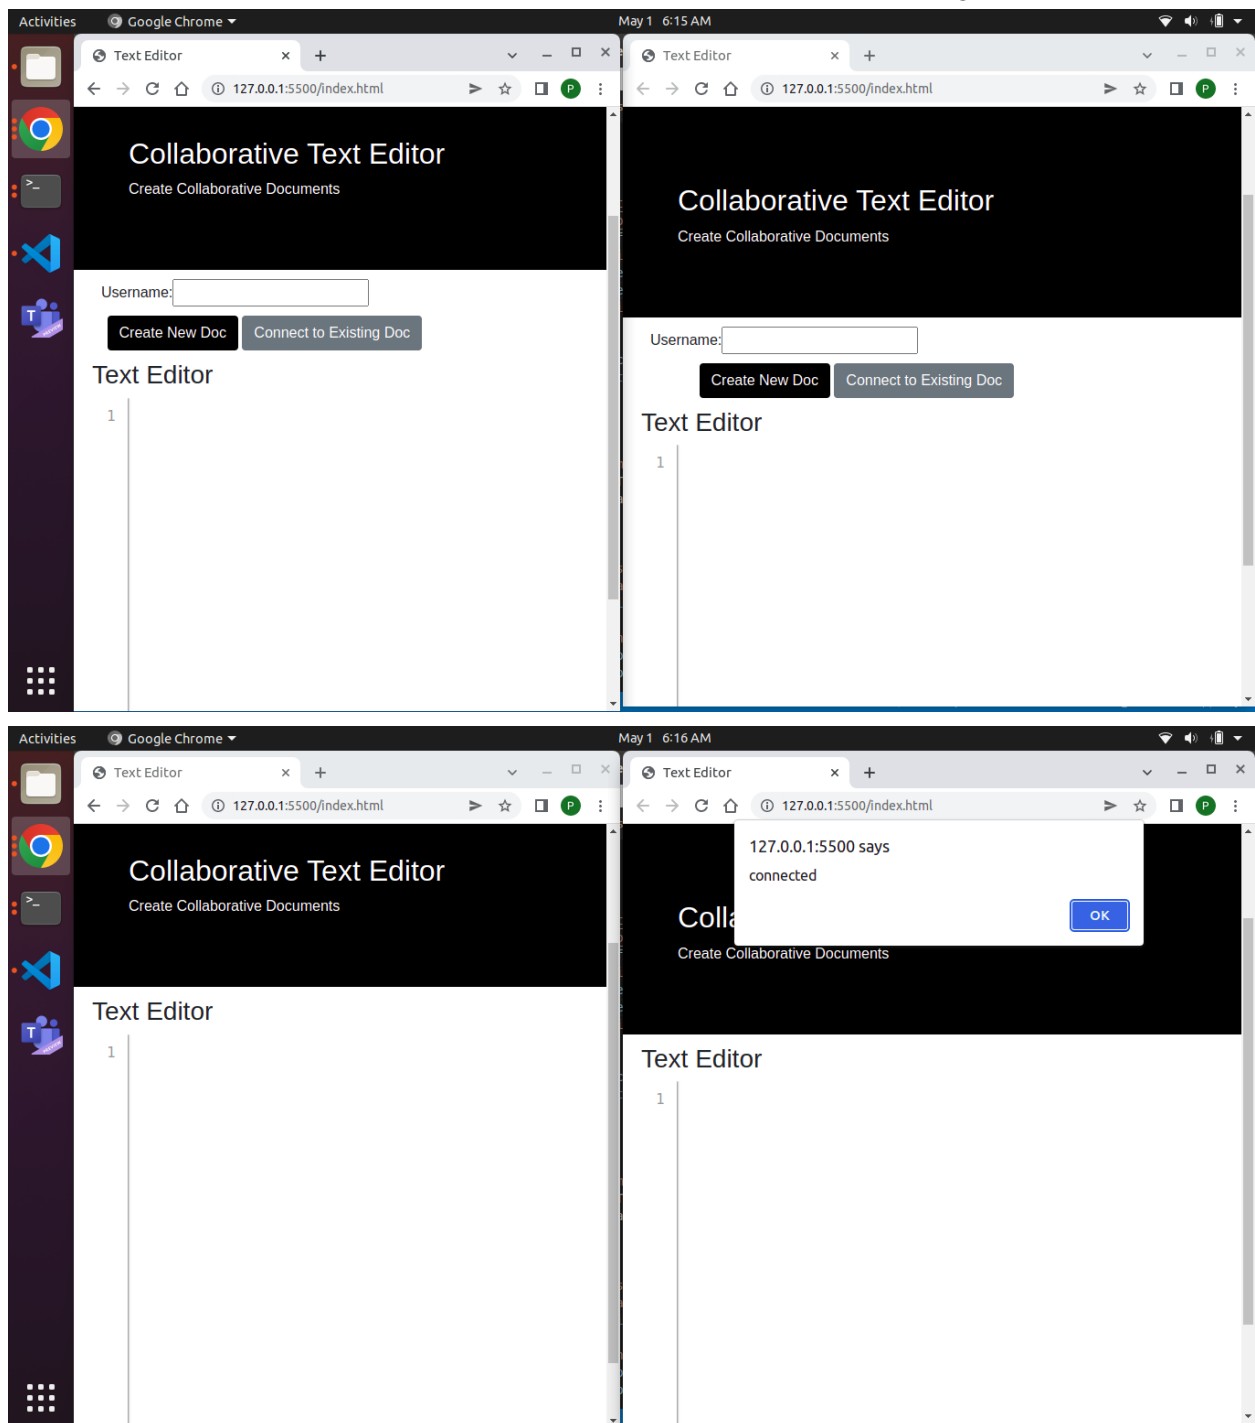 Activities Google Chrome May 1 6:15 AM
Text Editor
127.0.0.1:5500/index.html
Collaborative Text Editor
Create Collaborative Documents
Username:
Create New Doc Connect to Existing Doc
Text Editor
1
Text Editor
127.0.0.1:5500/index.html
Collaborative Text Editor
Create Collaborative Documents
Username:
Create New Doc Connect to Existing Doc
Text Editor
1
Activities Google Chrome May 1 6:16 AM
Text Editor
127.0.0.1:5500/index.html
Collaborative Text Editor
Create Collaborative Documents
Text Editor
1
Text Editor
127.0.0.1:5500/index.html
127.0.0.1:5500 says
connected
OK
Create Collaborative Documents
Text Editor
1